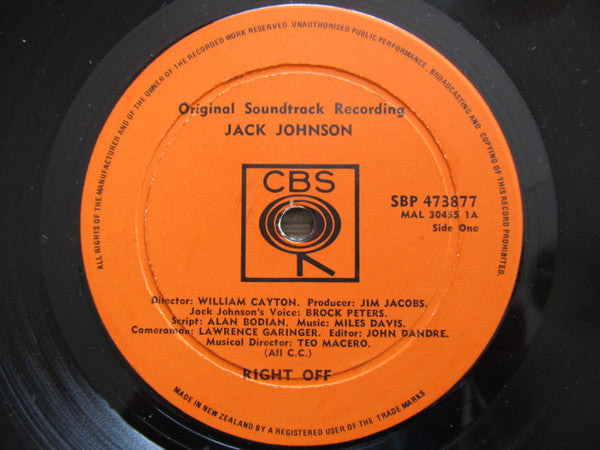 ALL RIGHTS OF THE MANUFACTURER AND OF THE OWNER OF THE RECORDED WORK RESERVED. UNAUTHORISED PUBLIC PERFORMANCE, BROADCASTING AND COPYING OF THIS RECORD PROHIBITED.
Original Soundtrack Recording
JACK JOHNSON
CBS
SBP 473877
MAL 30455 1A
Side One
Director: WILLIAM CAYTON. Producer: JIM JACOBS.
Jack Johnson's Voice: BROCK PETERS.
Script: ALAN BODIAN. Music: MILES DAVIS.
Cameraman: LAWRENCE GARINGER. Editor: JOHN DANDRE.
Musical Director: TEO MACERO.
(All C.C.)
RIGHT OFF
MADE IN NEW ZEALAND BY A REGISTERED USER OF THE TRADE MARKS